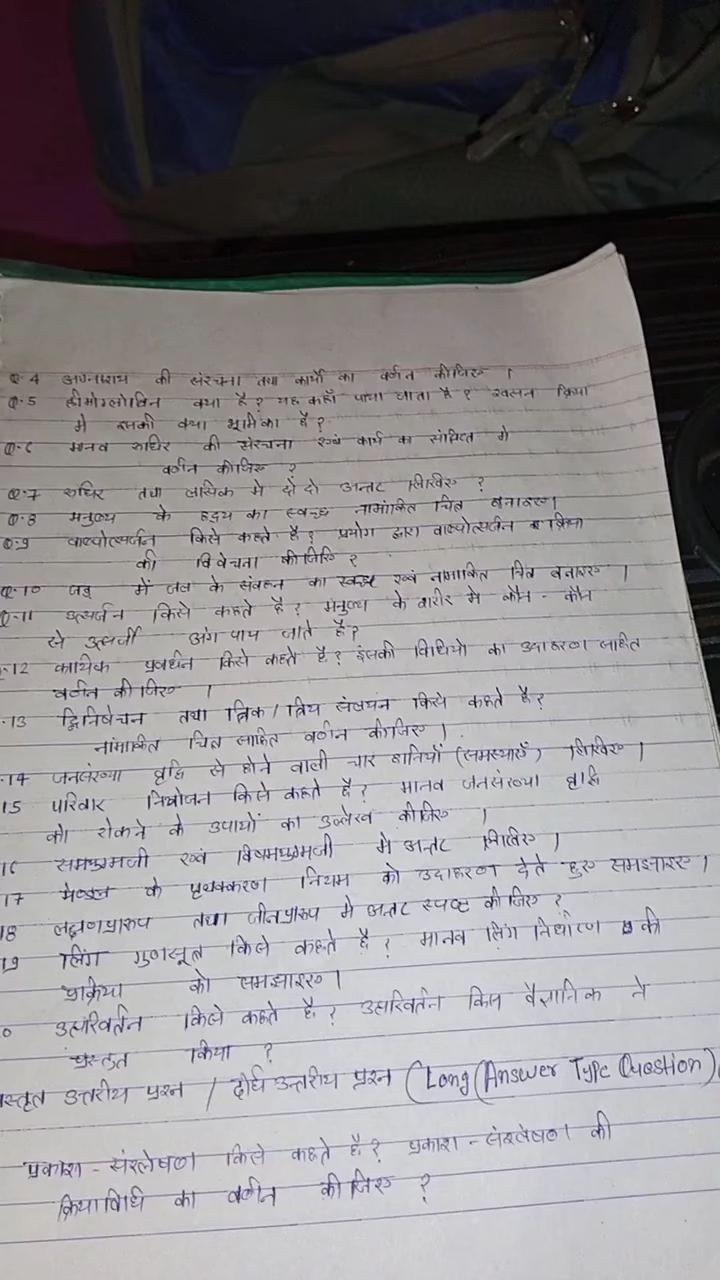 Q.4 अग्नाशय की संरचना तथा कार्यो का वर्णन कीजिए ।
Q.5 हीमोग्लोबिन क्या है? यह कहाँ पाया जाता है? श्वसन क्रिया
मे इसकी क्या भूमिका है?
Q.6 मानव रुधिर की संरचना एवं कार्य का संक्षिप्त मे
वर्णन कीजिए ?
Q.7 रुधिर तथा लसिका मे दो दो अन्तर लिखिए ?
Q.8 मनुष्य के हृदय का स्वच्छ नामांकित चित्र बनाइए।
Q.9 वाष्पोत्सर्जन किसे कहते है? प्रयोग द्वारा वाष्पोत्सर्जन क्रिया
की विवेचना कीजिए ?
Q.10 जड़ में जल के संवहन का स्वच्छ एवं नामांकित चित्र बनाइए ।
Q.11 उत्सर्जन किसे कहते है? मनुष्य के शरीर मे कौन - कौन
से उत्सर्जी अंग पाए जाते है?
.12 कायिक प्रवर्धन किसे कहते है? इसकी विधियो का उदाहरण सहित
वर्णन कीजिए ।
.13 द्विनिषेचन तथा त्रिक/त्रिय संलयन किसे कहते है?
नामांकित चित्र सहित वर्णन कीजिए ।
.14 जनसंख्या वृद्धि से होने वाली चार हानियों (समस्याएँ) लिखिए ।
15 परिवार नियोजन किसे कहते है? मानव जनसंख्या वृद्धि
को रोकने के उपायों का उल्लेख कीजिए ।
16 समयुग्मजी एवं विषमयुग्मजी मे अन्तर लिखिए ।
17 मेण्डल के पृथक्करण नियम को उदाहरण देते हुए समझाइए ।
18 लक्षणप्रारुप तथा जीनप्रारुप मे अन्तर स्पष्ट कीजिए ?
19 लिंग गुणसूत्र किसे कहते है? मानव लिंग निर्धारण की
प्रक्रिया को समझाइए ।
0 उत्परिवर्तन किसे कहते है? उत्परिवर्तन किस वैज्ञानिक ने
प्रस्तुत किया ?
स्तृत उत्तरीय प्रश्न / दीर्घ उत्तरीय प्रश्न (Long (Answer Type Question)
प्रकाश - संश्लेषण किसे कहते है? प्रकाश - संश्लेषण की
क्रियाविधि का वर्णन कीजिए ?